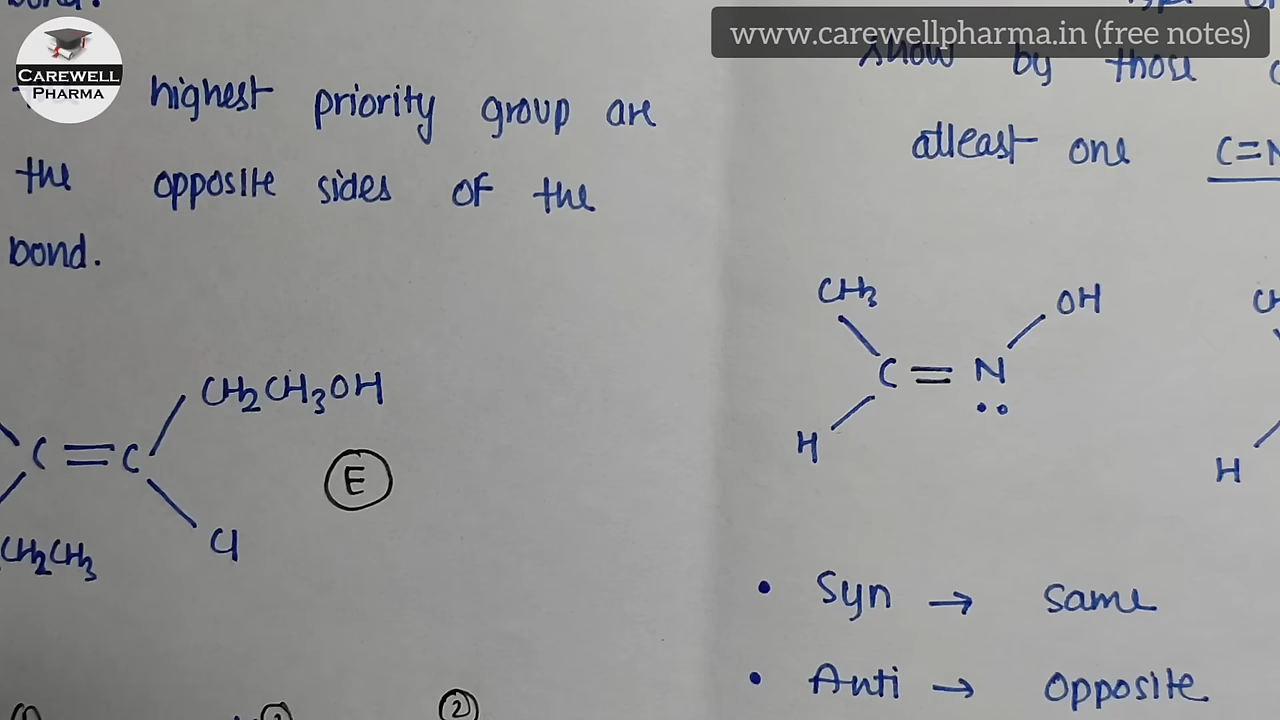 www.carewellpharma.in (free notes)
CAREWELL
PHARMA
highest priority group are
the opposite sides of the
bond.
CH2CH3OH
C=C
E
Cl
CH2CH3
show by those
atleast one C=N
CH3
OH
C=N
H
H
• Syn → same
• Anti → opposite
2